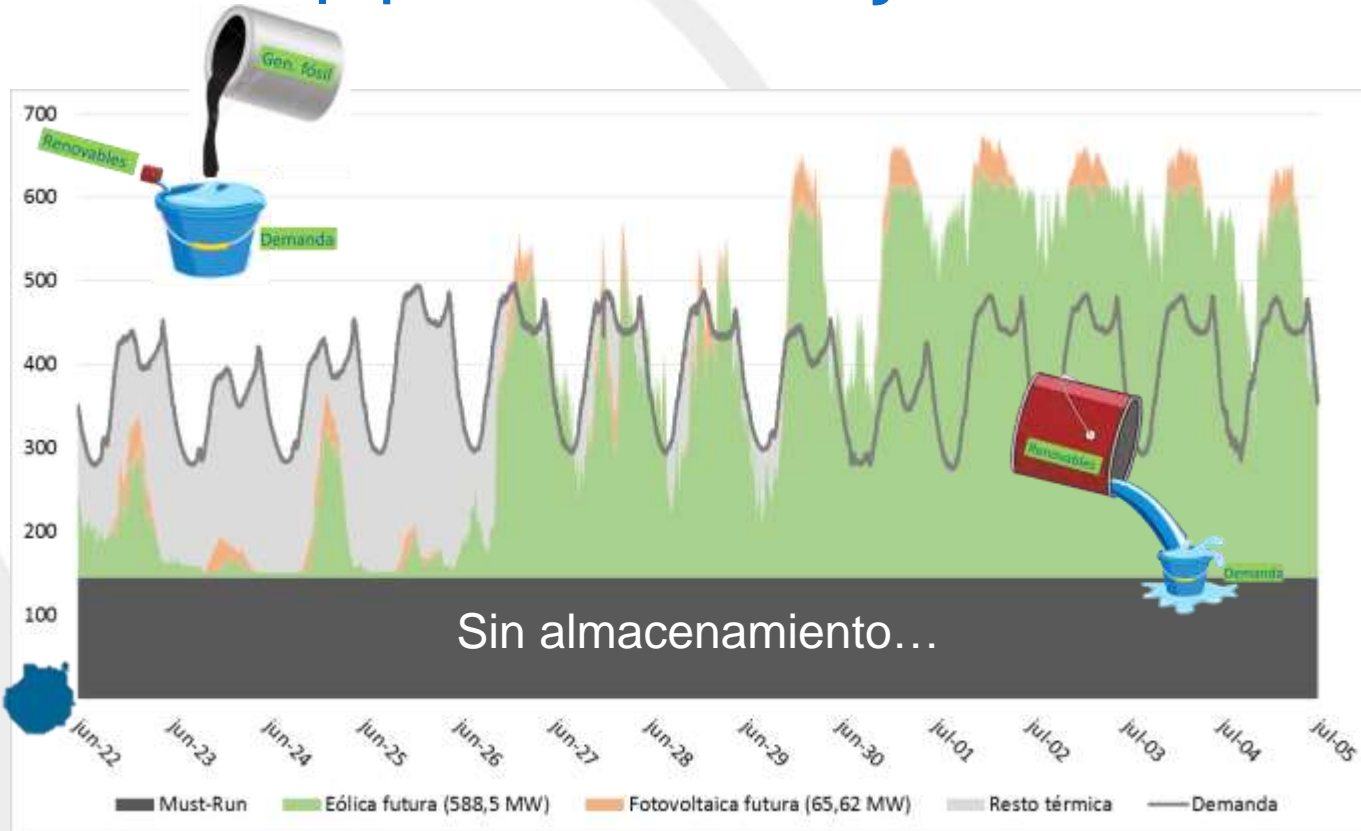 Gen. fósil
Renovables
Demanda
700
600
500
400
300
200
100
Renovables
Demanda
Sin almacenamiento…
jun-22
jun-23
jun-24
jun-25
jun-26
jun-27
jun-28
jun-29
jun-30
jul-01
jul-02
jul-03
jul-04
jul-05
Must-Run
Eólica futura (588,5 MW)
Fotovoltaica futura (65,62 MW)
Resto térmica
Demanda